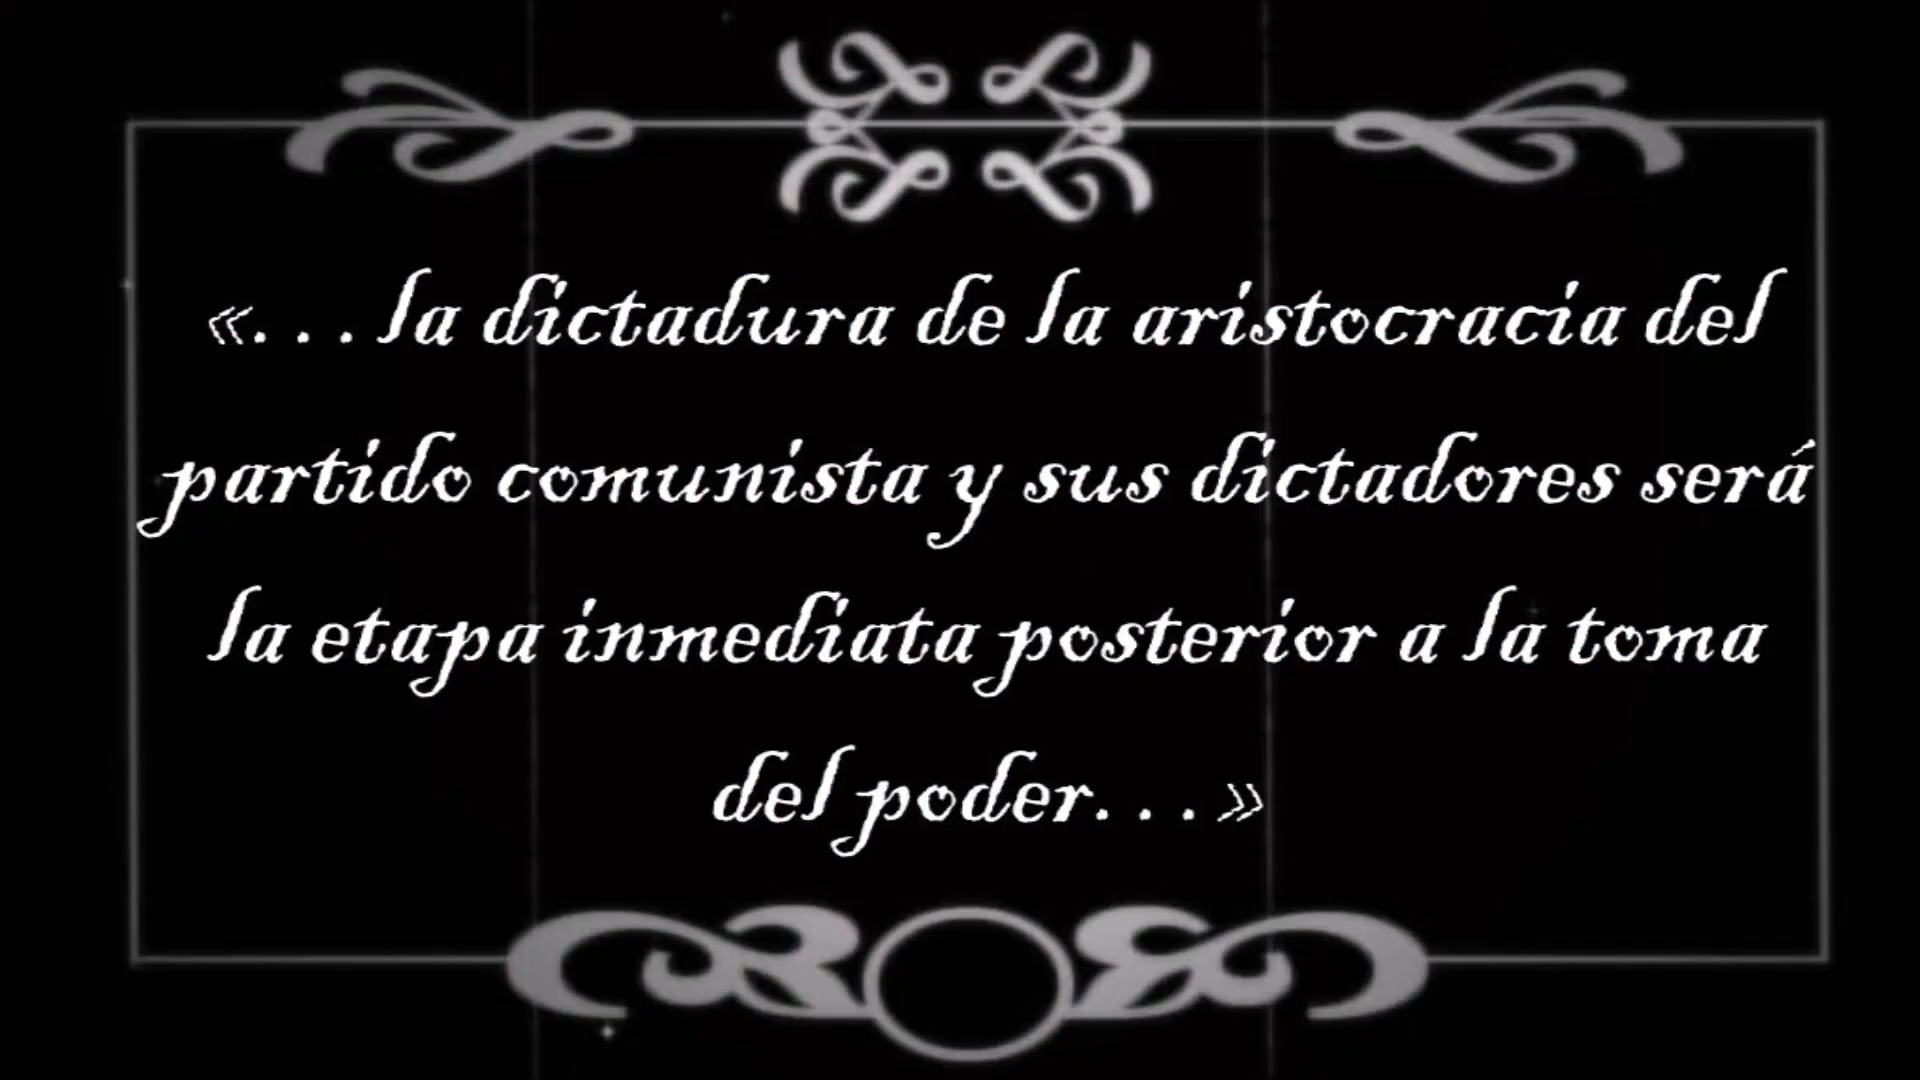 «. . . la dictadura de la aristocracia del
partido comunista y sus dictadores será
la etapa inmediata posterior a la toma
del poder. . . »